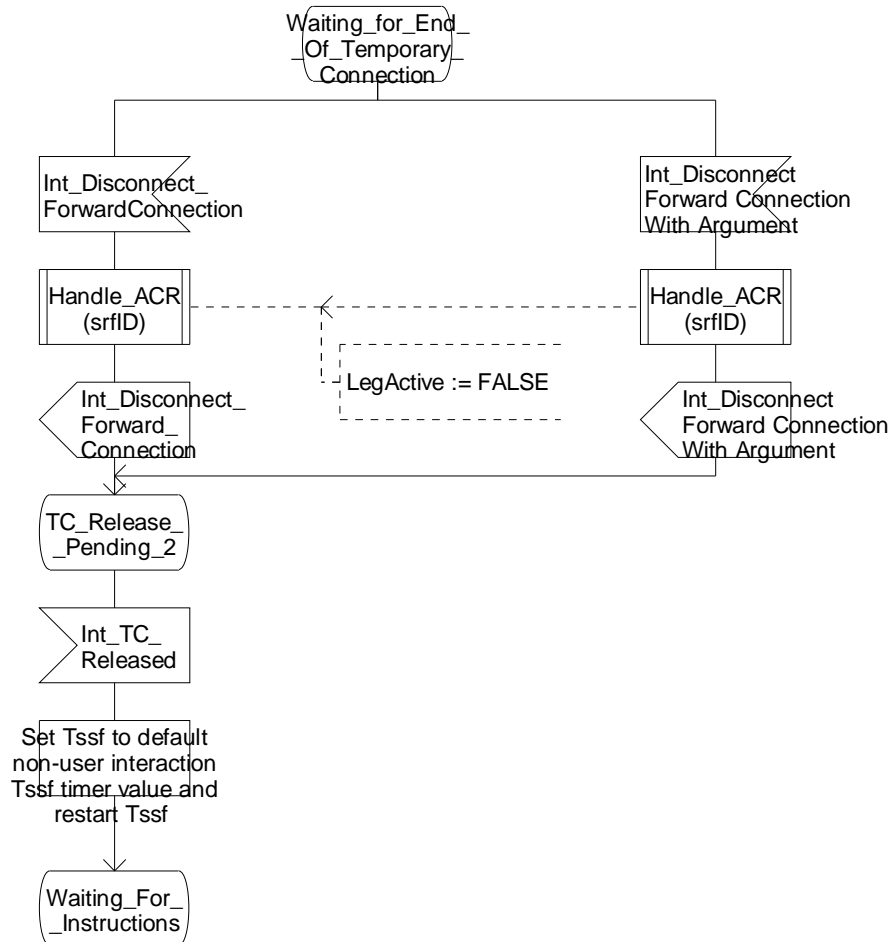 Waiting_for_End_
_Of_Temporary_
Connection
Int_Disconnect_
ForwardConnection
Int_Disconnect
Forward Connection
With Argument
Handle_ACR
(srfID)
Handle_ACR
(srfID)
LegActive := FALSE
Int_Disconnect_
Forward_
Connection
Int_Disconnect
Forward Connection
With Argument
TC_Release_
_Pending_2
Int_TC_
Released
Set Tssf to default
non-user interaction
Tssf timer value and
restart Tssf
Waiting_For_
_Instructions